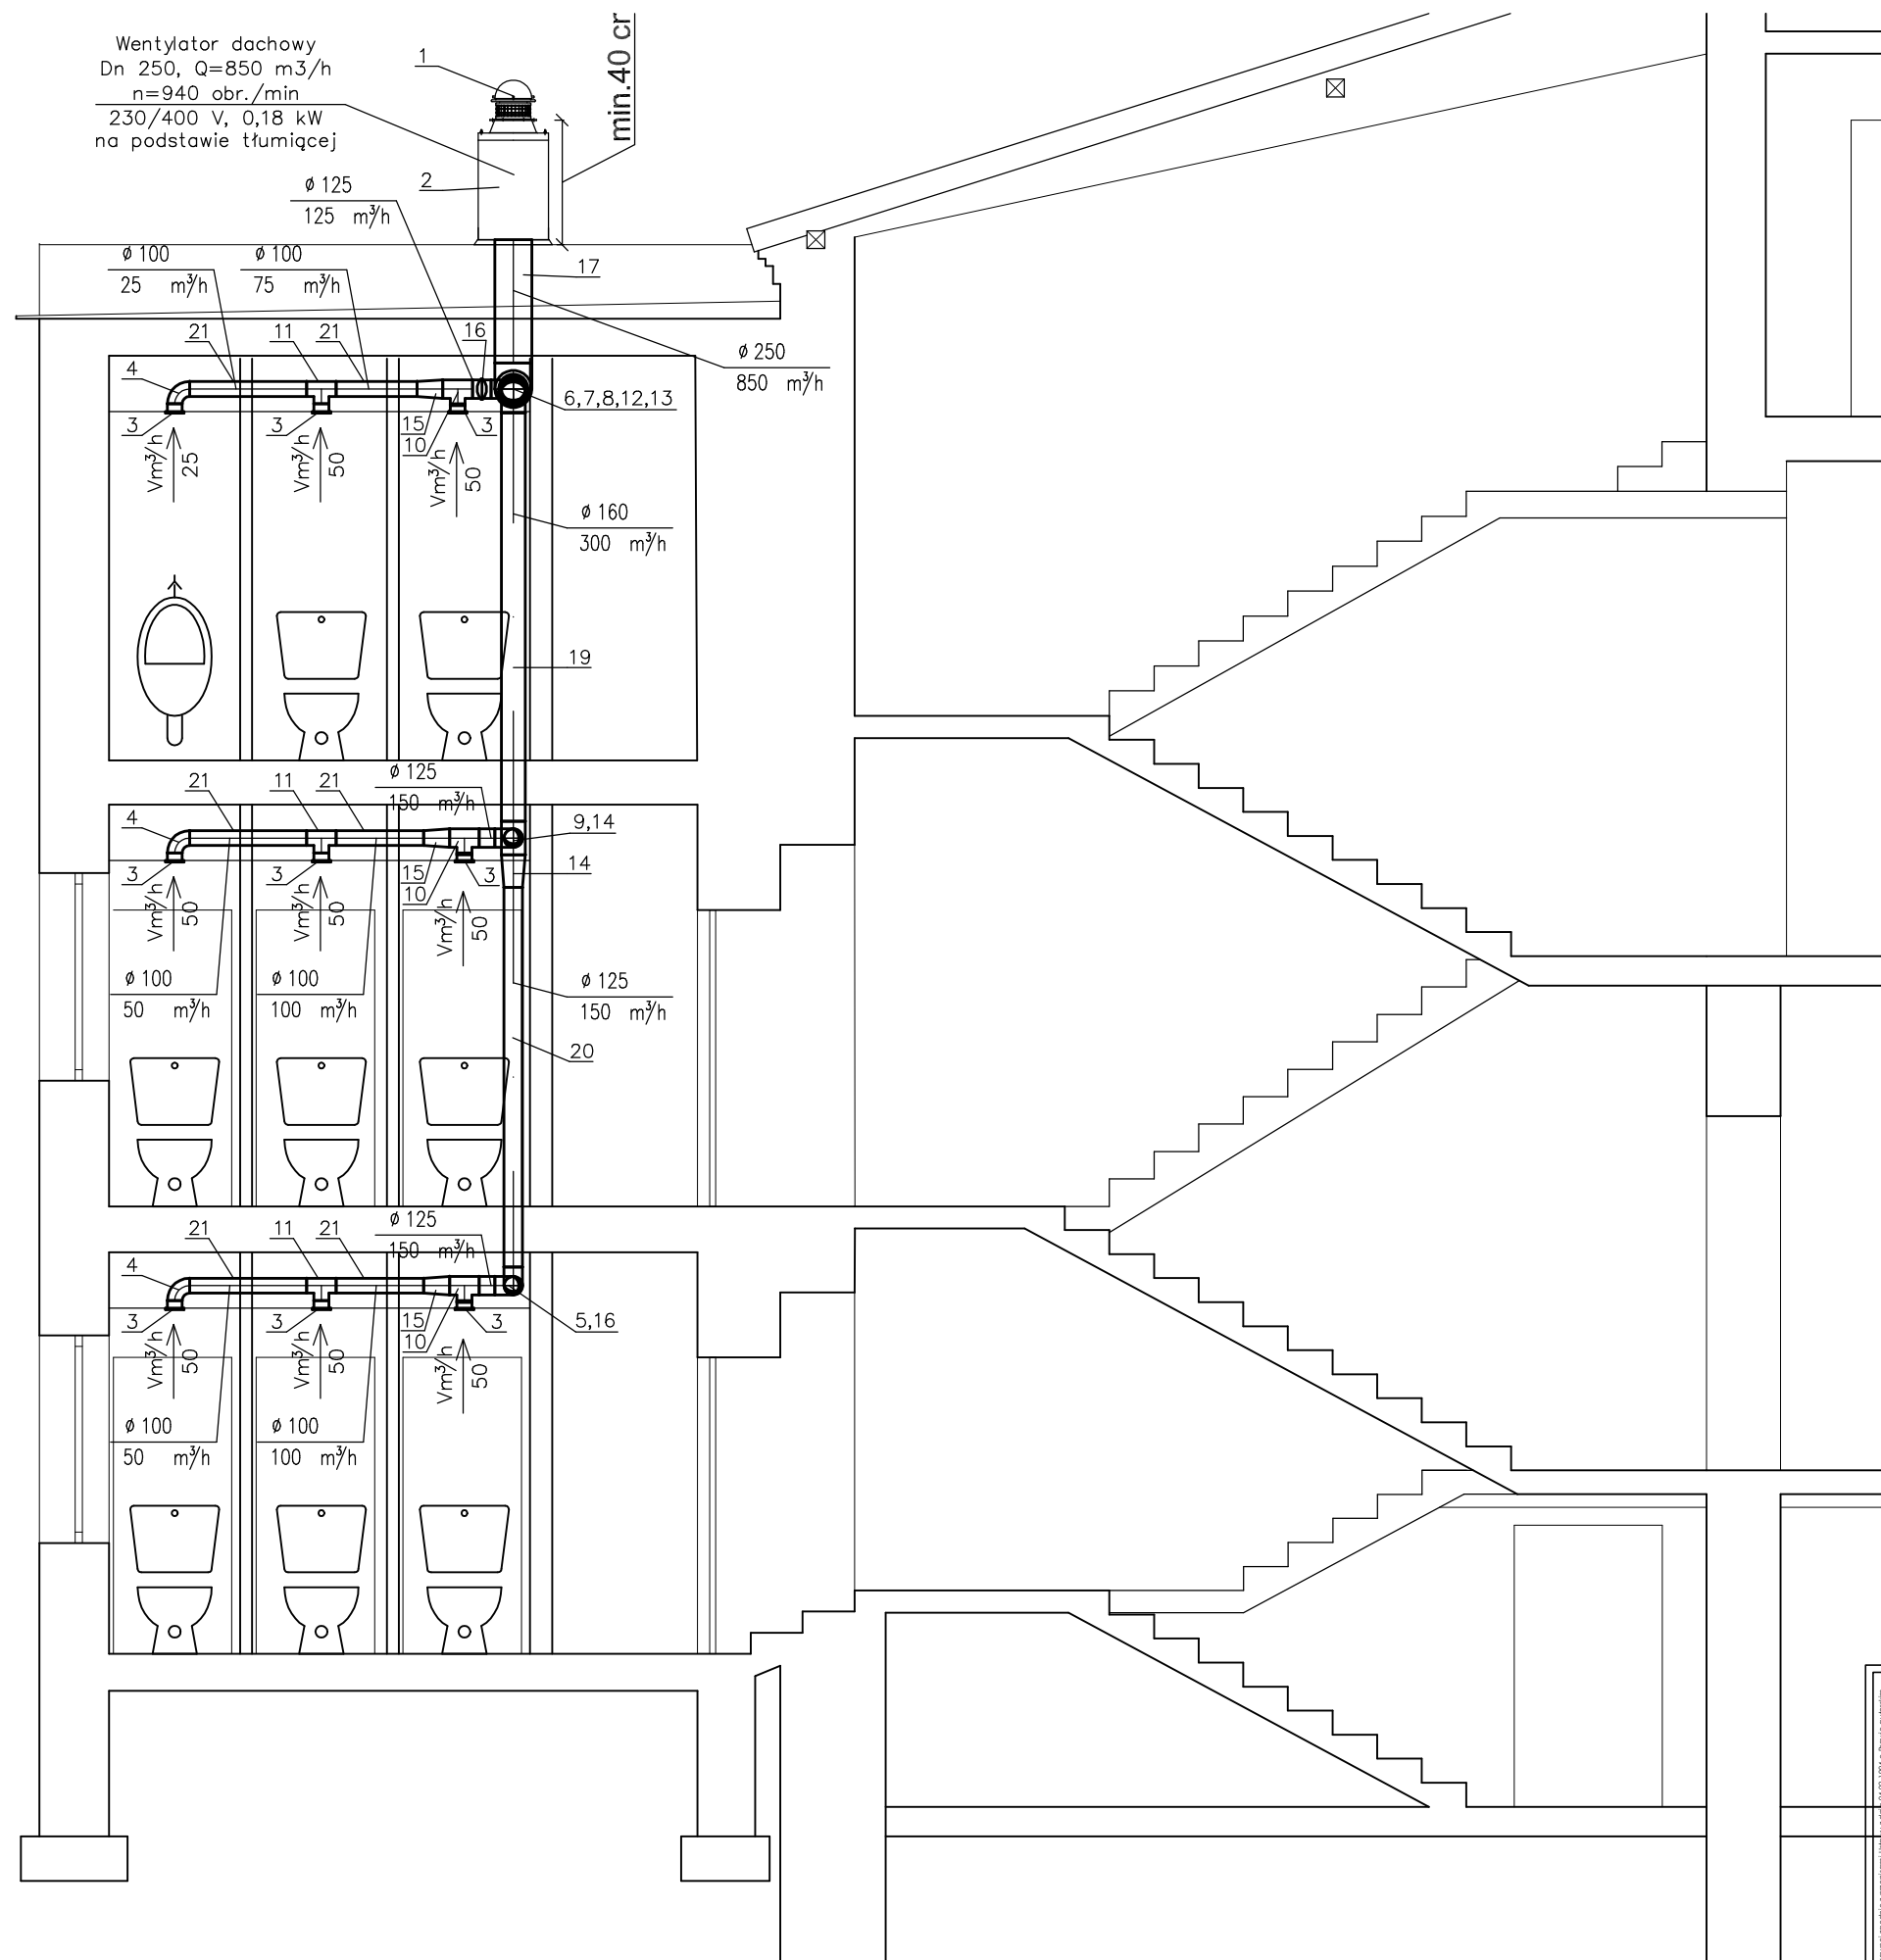 Wentylator dachowy
Dn 250, Q=850 m3/h
n=940 obr./min
230/400 V, 0,18 kW
na podstawie tłumiącej
1
min.40 cr
2
ø 125
125 m³/h
ø 100
25 m³/h
ø 100
75 m³/h
17
21
11
21
16
ø 250
850 m³/h
4
6,7,8,12,13
3
3
15
10
3
Vm³/h
25
Vm³/h
50
Vm³/h
50
ø 160
300 m³/h
19
ø 125
150 m³/h
21
11
21
4
9,14
3
3
15
10
3
14
Vm³/h
50
Vm³/h
50
Vm³/h
50
ø 100
50 m³/h
ø 100
100 m³/h
ø 125
150 m³/h
20
ø 125
150 m³/h
21
11
21
4
3
3
15
10
3
5,16
Vm³/h
50
Vm³/h
50
Vm³/h
50
ø 100
50 m³/h
ø 100
100 m³/h